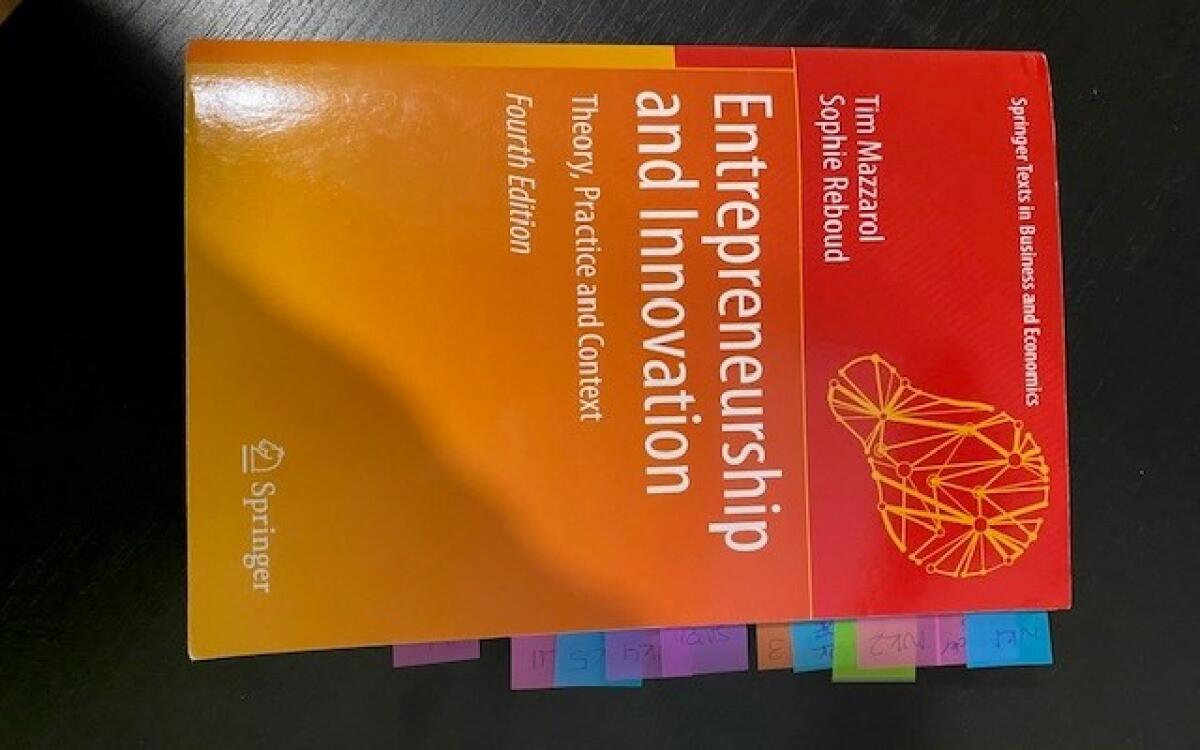 Springer Texts in Business and Economics
Tim Mazzarol
Sophie Reboud
Entrepreneurship
and Innovation
Theory, Practice and Context
Fourth Edition
Springer